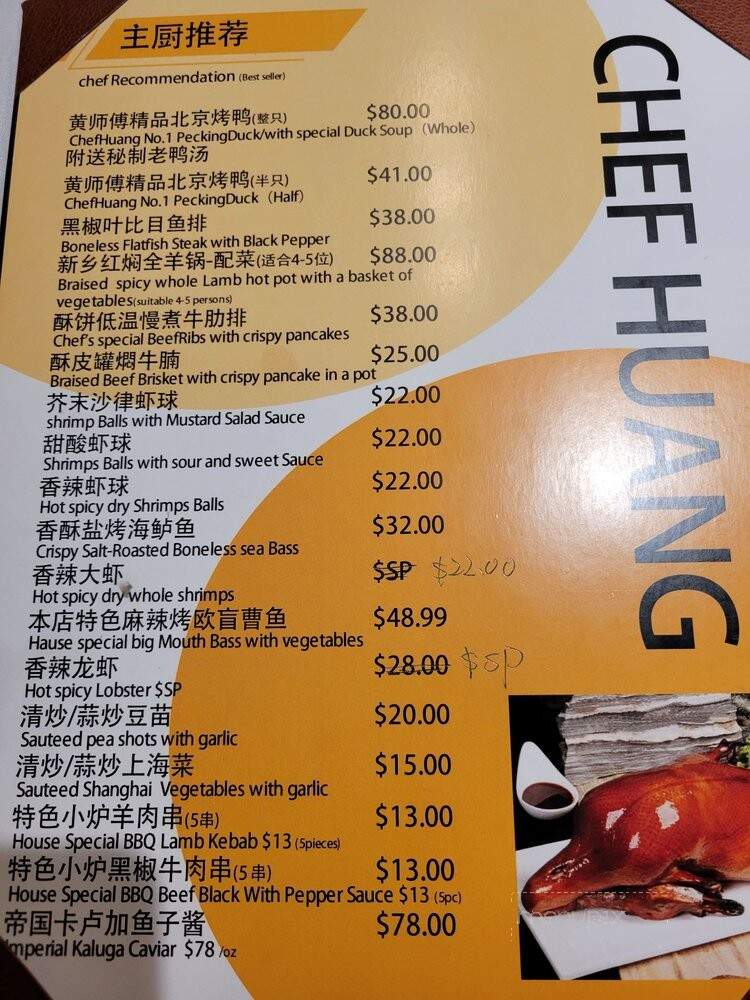 主厨推荐
chef Recommendation (Best seller)
黄师傅精品北京烤鸭(整只) $80.00
ChefHuang No.1 PeckingDuck/with special Duck Soup (Whole)
附送秘制老鸭汤
黄师傅精品北京烤鸭(半只) $41.00
ChefHuang No.1 PeckingDuck (Half)
黑椒叶比目鱼排 $38.00
Boneless Flatfish Steak with Black Pepper
新乡红焖全羊锅-配菜(适合4-5位) $88.00
Braised spicy whole Lamb hot pot with a basket of
vegetables(suitable 4-5 persons)
酥饼低温慢煮牛肋排 $38.00
Chef's special BeefRibs with crispy pancakes
酥皮罐焖牛腩 $25.00
Braised Beef Brisket with crispy pancake in a pot
芥末沙律虾球 $22.00
shrimp Balls with Mustard Salad Sauce
甜酸虾球 $22.00
Shrimps Balls with sour and sweet Sauce
香辣虾球 $22.00
Hot spicy dry Shrimps Balls
香酥盐烤海鲈鱼 $32.00
Crispy Salt-Roasted Boneless sea Bass
香辣大虾 $SP $22.00
Hot spicy dry whole shrimps
本店特色麻辣烤欧盲曹鱼 $48.99
Hause special big Mouth Bass with vegetables
香辣龙虾 $28.00 $SP
Hot spicy Lobster $SP
清炒/蒜炒豆苗 $20.00
Sauteed pea shots with garlic
清炒/蒜炒上海菜 $15.00
Sauteed Shanghai Vegetables with garlic
特色小炉羊肉串(5串) $13.00
House Special BBQ Lamb Kebab $13 (5pieces)
特色小炉黑椒牛肉串(5串) $13.00
House Special BBQ Beef Black With Pepper Sauce $13 (5pc)
帝国卡卢加鱼子酱 $78.00
Imperial Kaluga Caviar $78 /oz
CHEF HUANG